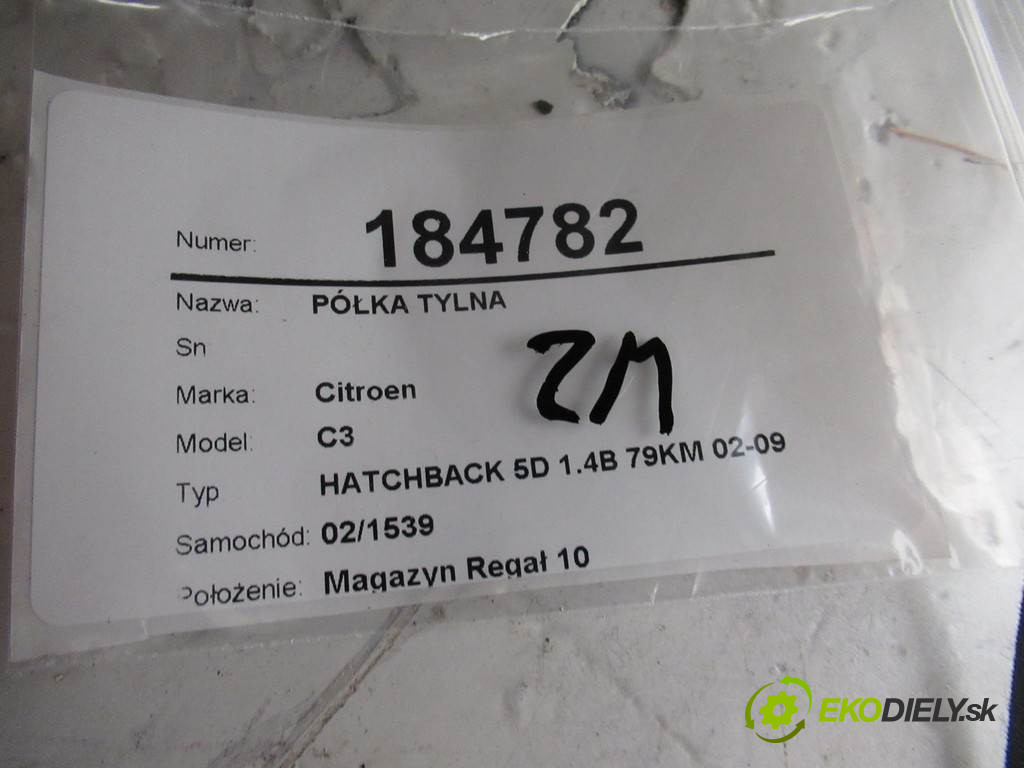 Numer: 184782
Nazwa: PÓŁKA TYLNA
Sn
Marka: Citroen
Model: C3
Typ HATCHBACK 5D 1.4B 79KM 02-09
Samochód: 02/1539
Położenie: Magazyn Regał 10
ZM
EKODIELY.sk